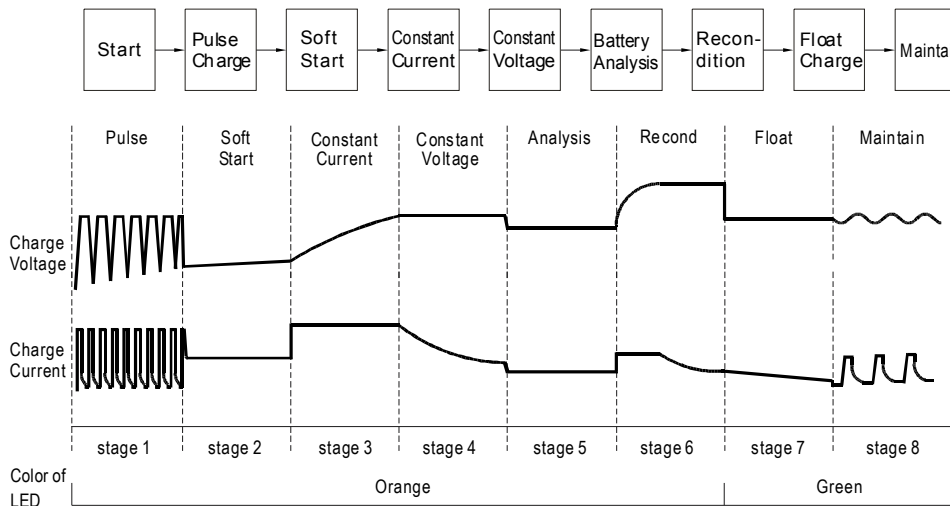 Start
Pulse
Charge
Soft
Start
Constant
Current
Constant
Voltage
Battery
Analysis
Recon-
dition
Float
Charge
Mainta
Pulse
Soft
Start
Constant
Current
Constant
Voltage
Analysis
Recond
Float
Maintain
Charge
Voltage
Charge
Current
stage 1
stage 2
stage 3
stage 4
stage 5
stage 6
stage 7
stage 8
Color of
LED
Orange
Green